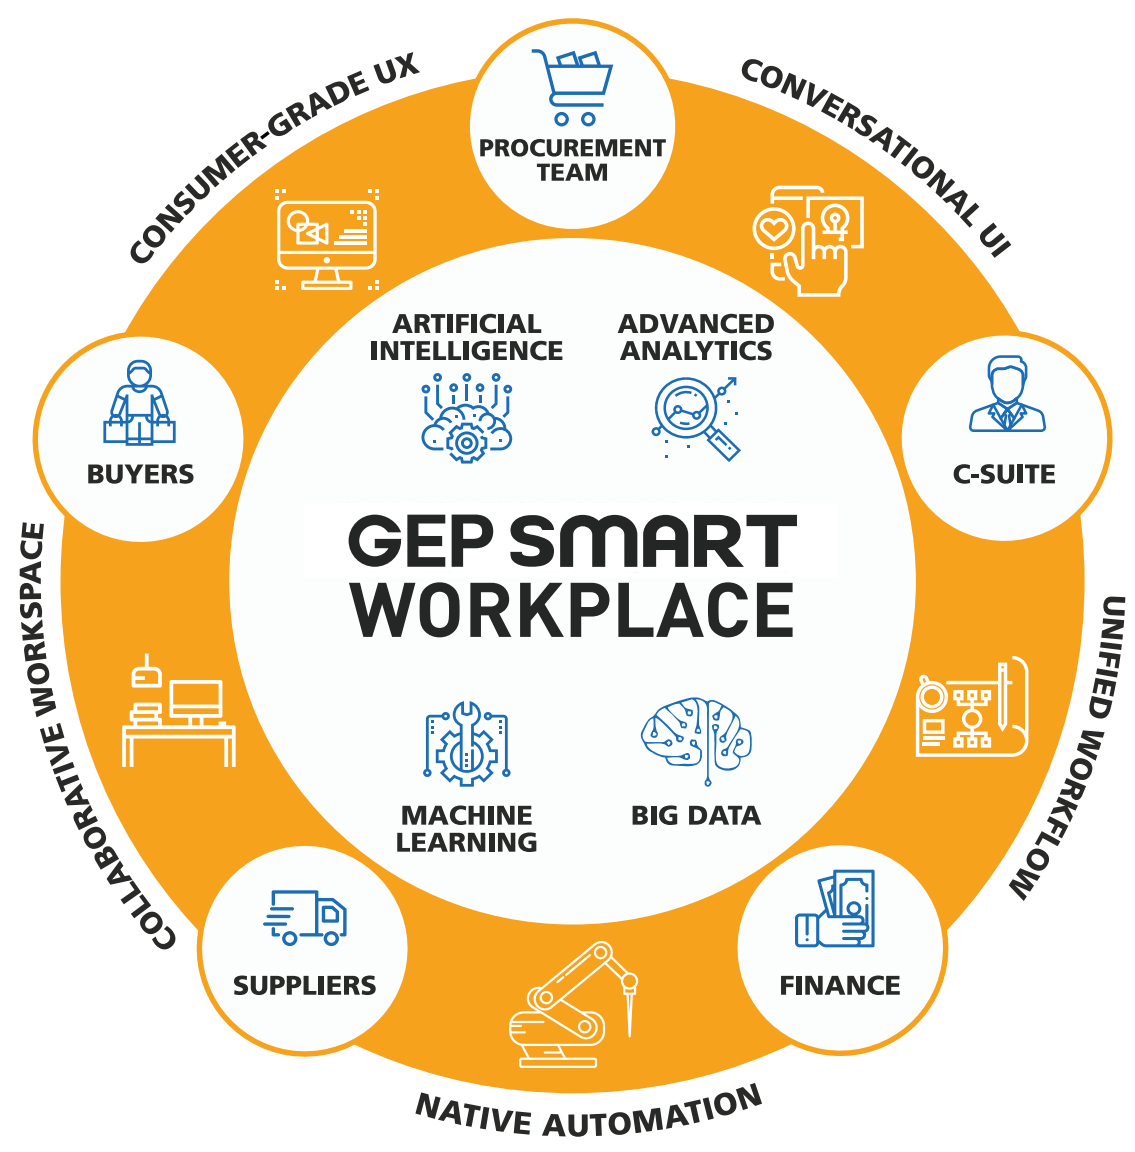 CONSUMER-GRADE UX
CONVERSATIONAL UI
PROCUREMENT
TEAM
ARTIFICIAL
INTELLIGENCE
ADVANCED
ANALYTICS
BUYERS
C-SUITE
GEP SMART
WORKPLACE
COLLABORATIVE WORKSPACE
UNIFIED WORKFLOW
MACHINE
LEARNING
BIG DATA
SUPPLIERS
FINANCE
NATIVE AUTOMATION